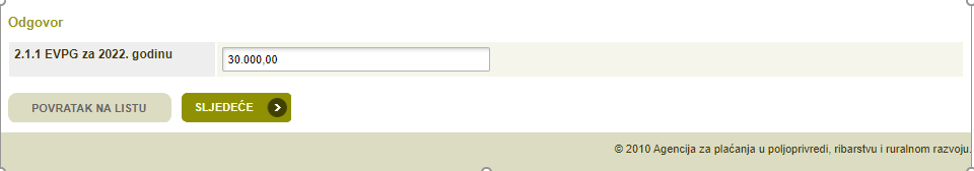 Odgovor
2.1.1 EVPG za 2022. godinu
30.000,00
POVRATAK NA LISTU
SLJEDEĆE
© 2010 Agencija za plaćanja u poljoprivredi, ribarstvu i ruralnom razvoju.